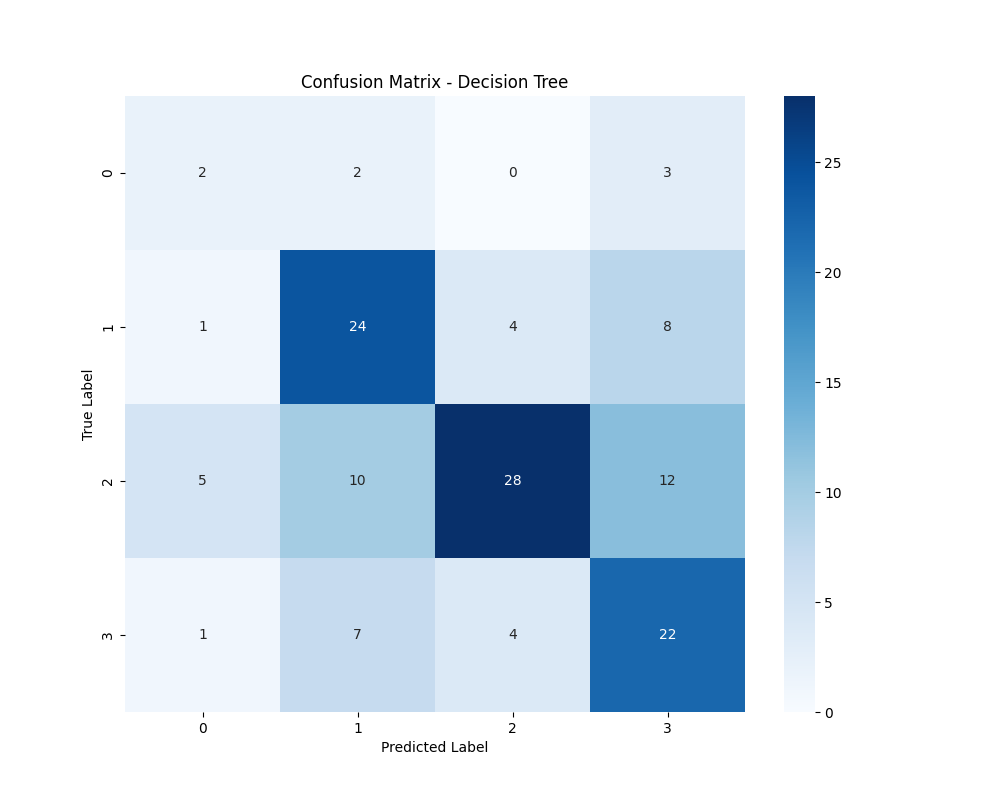 Confusion Matrix - Decision Tree
0 2 2 0 3
1 1 24 4 8
2 5 10 28 12
3 1 7 4 22
0 1 2 3
Predicted Label
True Label
25
20
15
10
5
0